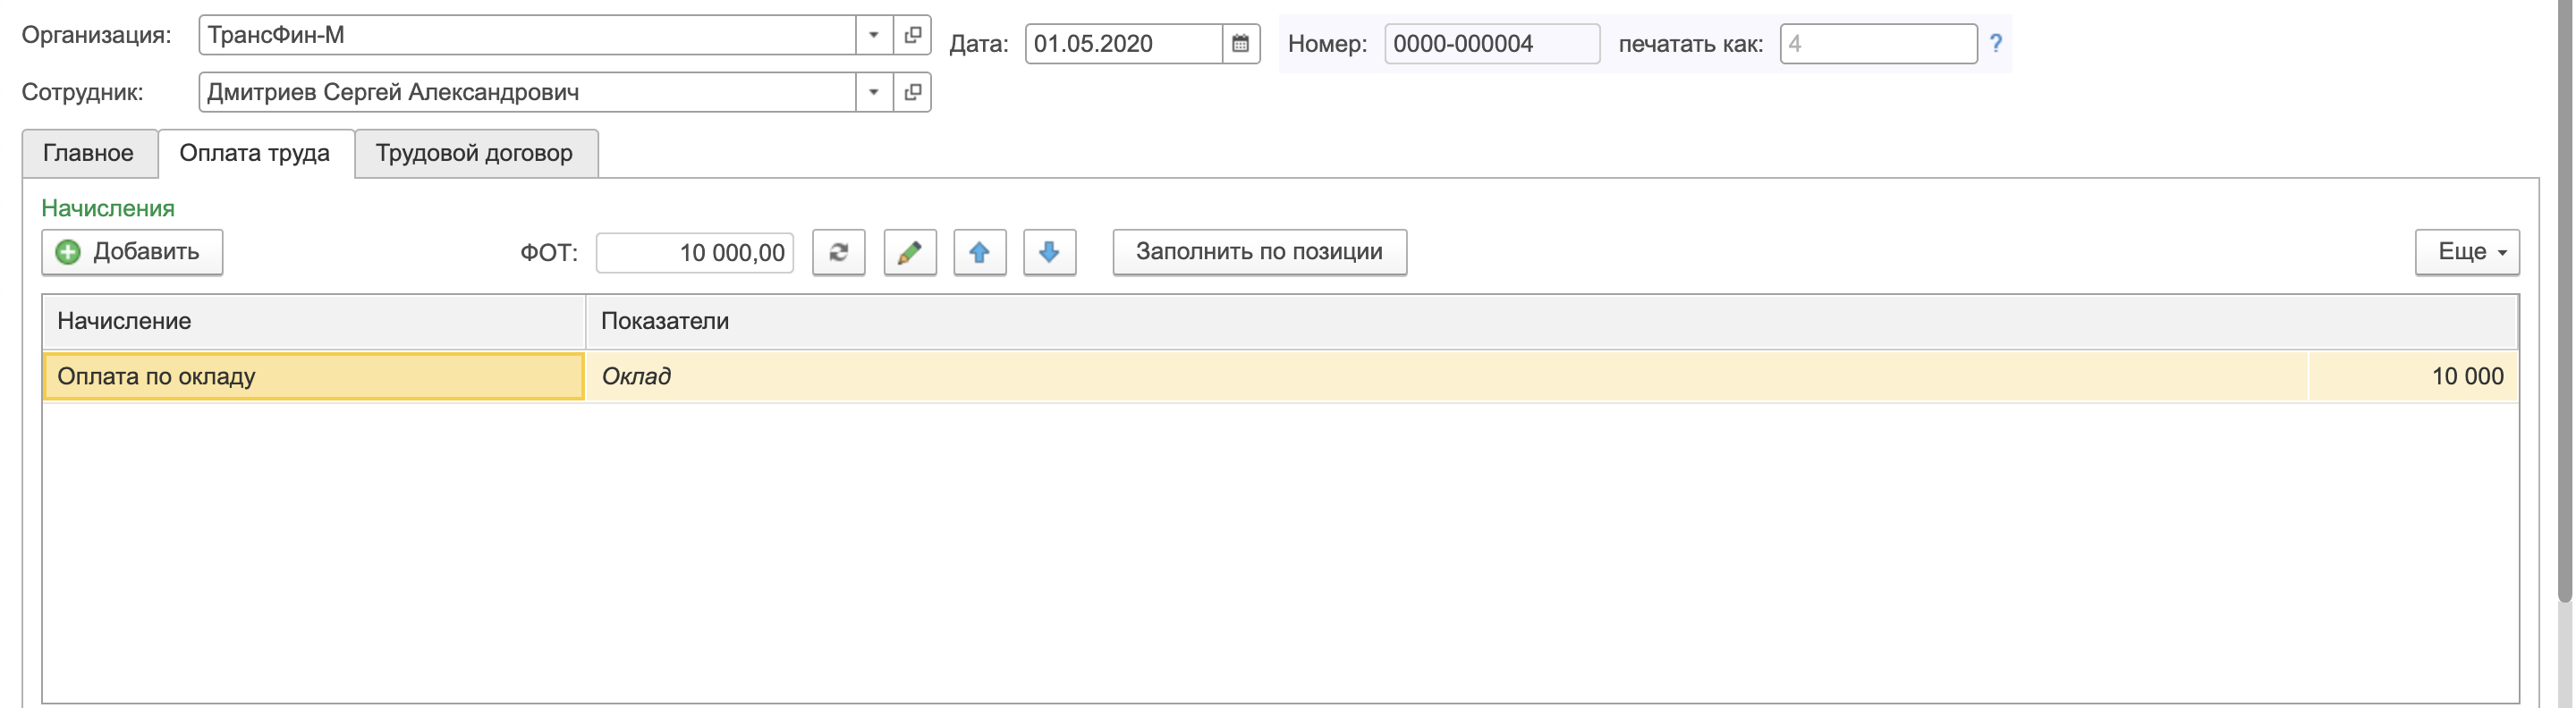 Организация: ТрансФин-М Дата: 01.05.2020 Номер: 0000-000004 печатать как: 4 ?
Сотрудник: Дмитриев Сергей Александрович
Главное Оплата труда Трудовой договор
Начисления
Добавить ФОТ: 10 000,00 Заполнить по позиции Еще
Начисление Показатели
Оплата по окладу Оклад 10 000